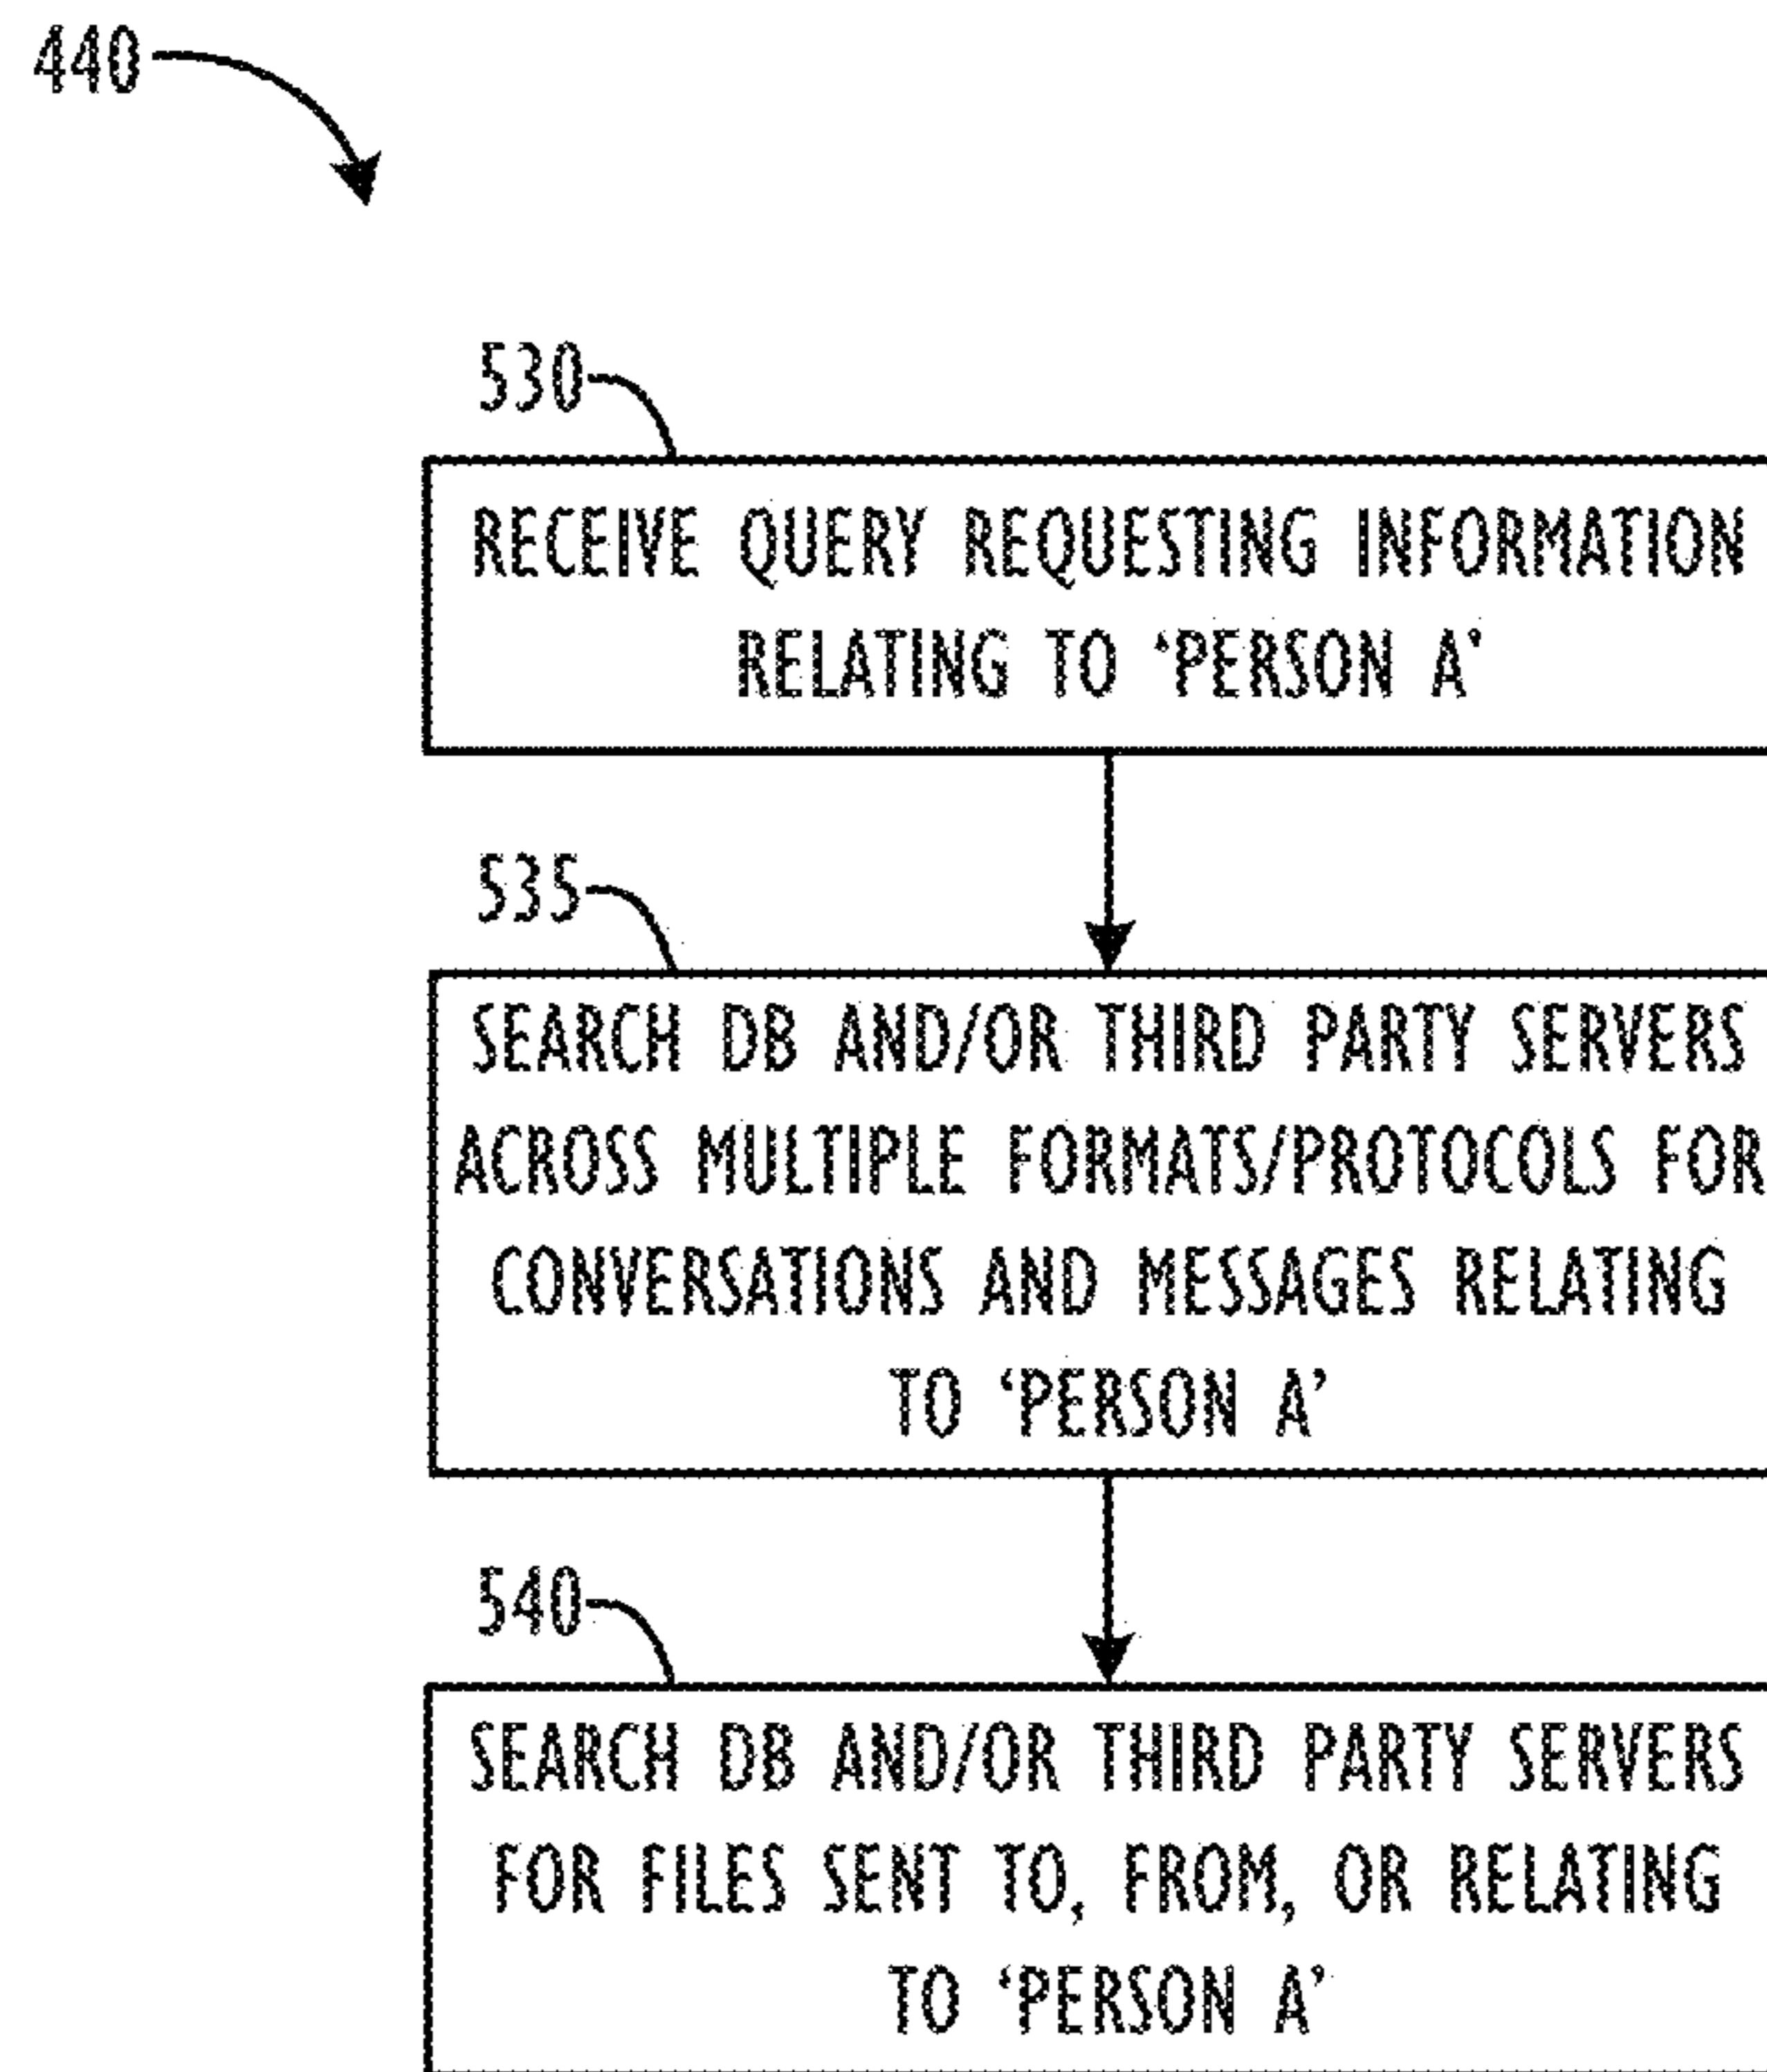 440
530
RECEIVE QUERY REQUESTING INFORMATION
RELATING TO ‘PERSON A’
535
SEARCH DB AND/OR THIRD PARTY SERVERS
ACROSS MULTIPLE FORMATS/PROTOCOLS FOR
CONVERSATIONS AND MESSAGES RELATING
TO ‘PERSON A’
540
SEARCH DB AND/OR THIRD PARTY SERVERS
FOR FILES SENT TO, FROM, OR RELATING
TO ‘PERSON A’